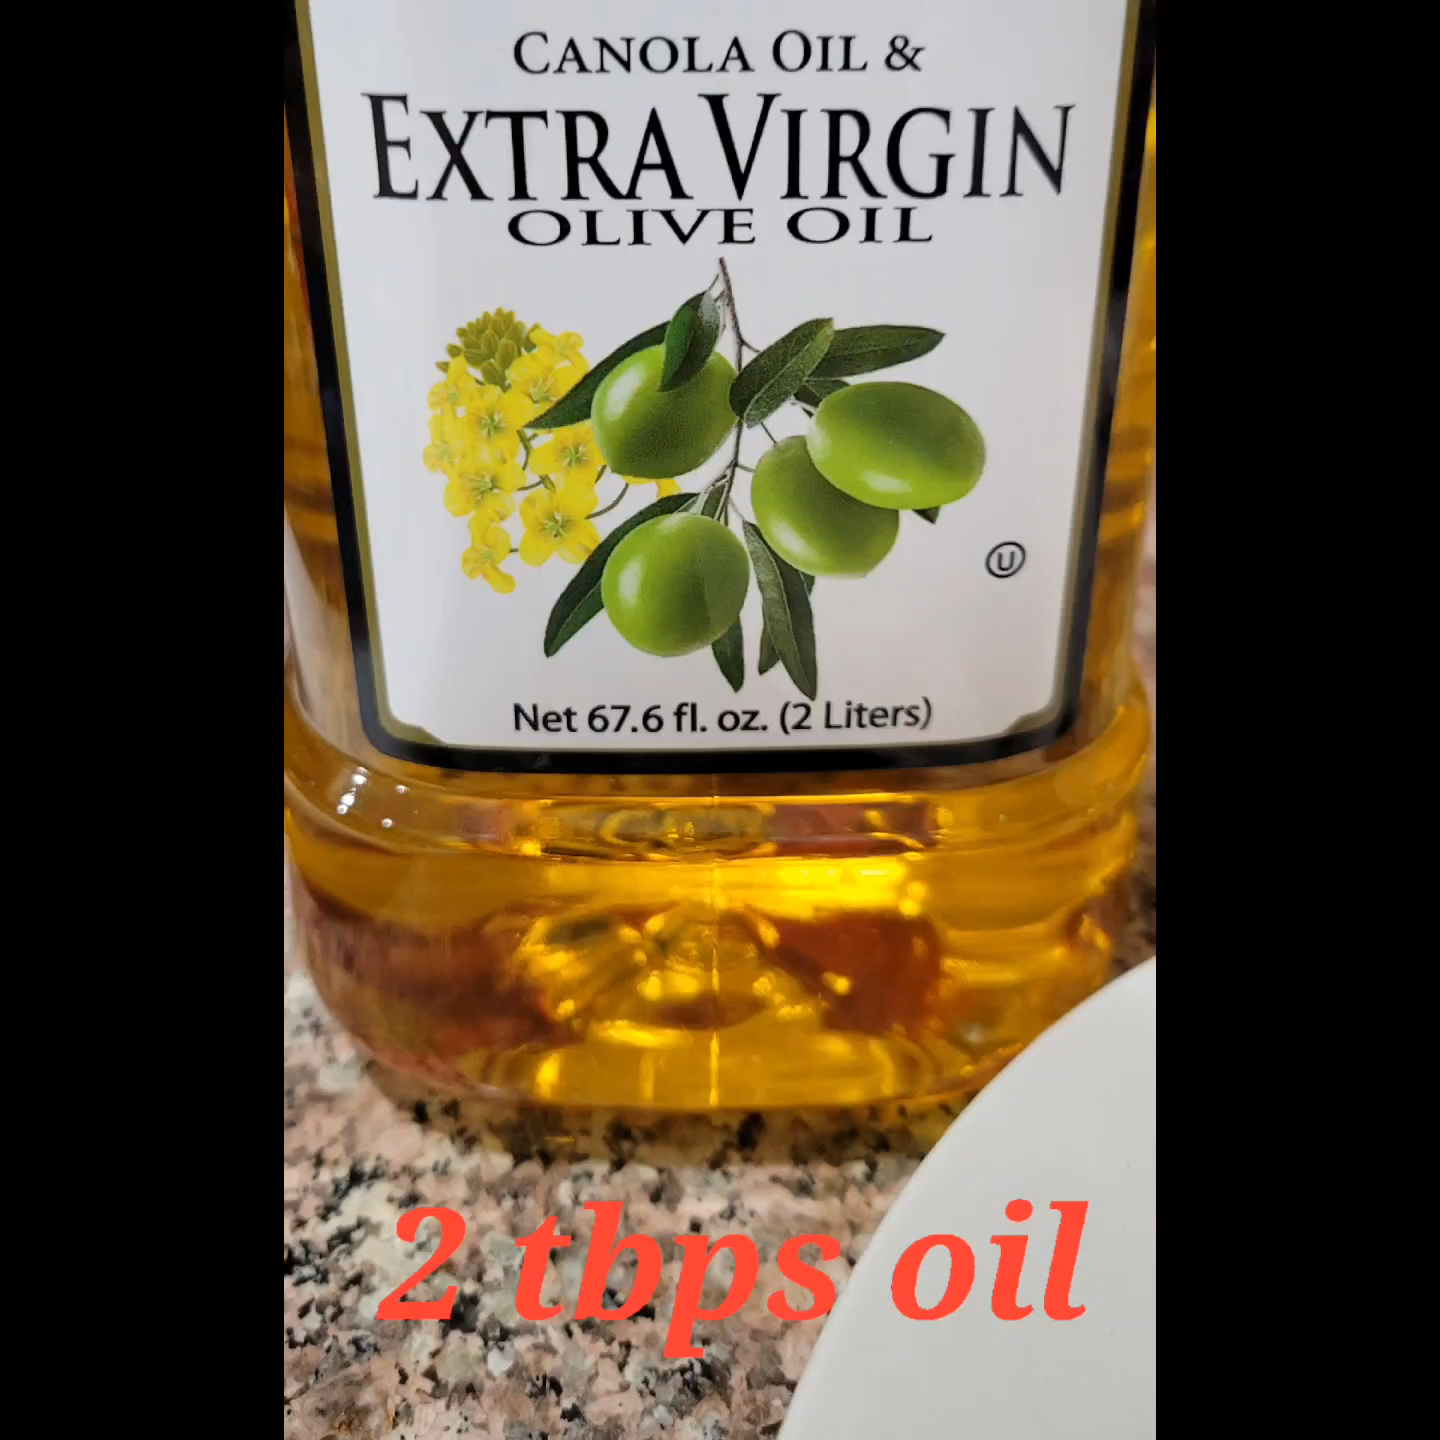 CANOLA OIL &
EXTRA VIRGIN
OLIVE OIL
U
Net 67.6 fl. oz. (2 Liters)
2 tbps oil